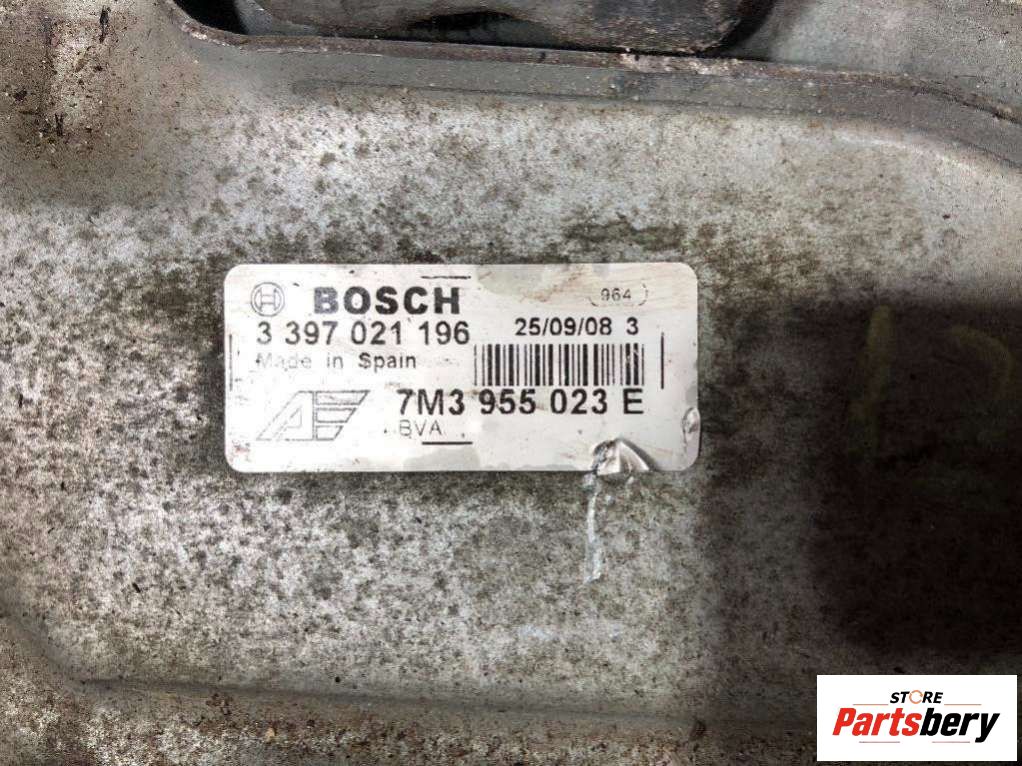 BOSCH (964)
3 397 021 196 25/09/08 3
Made in Spain
7M3 955 023 E
BVA
STORE
Partsbery